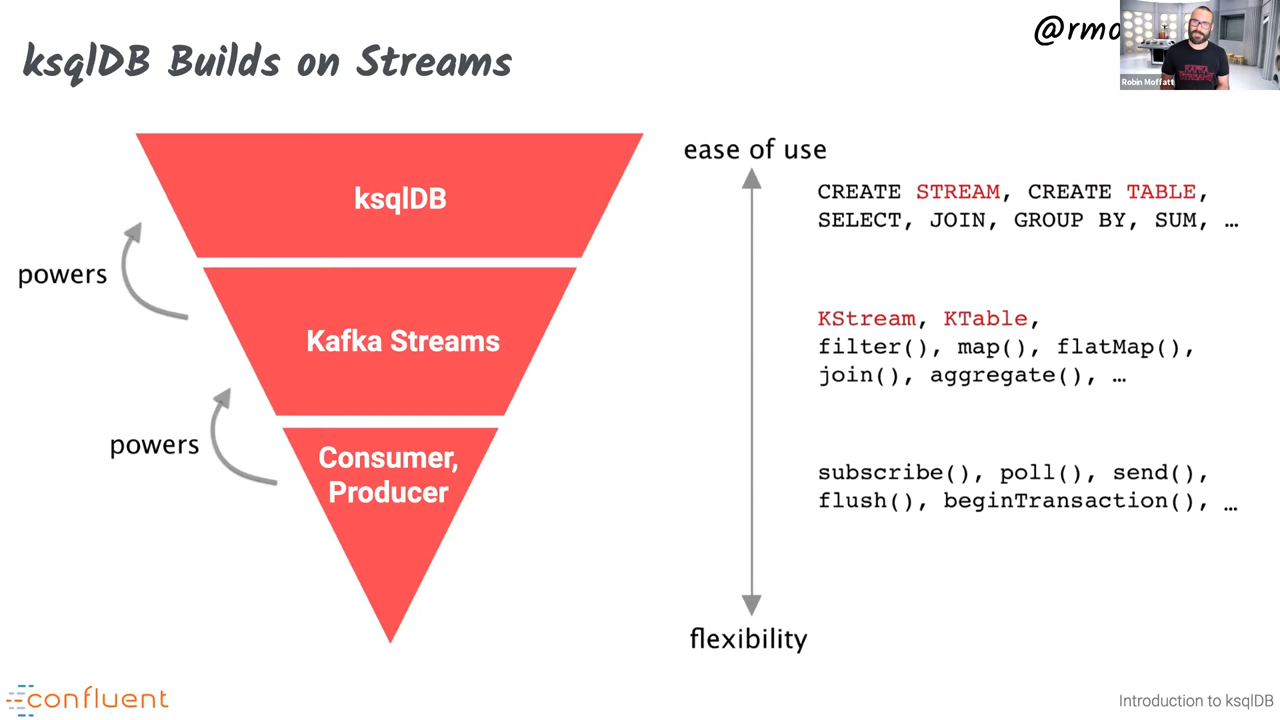 ksqlDB Builds on Streams
@rmo
Robin Moffatt
KAFKA
STREAMS
ksqlDB
powers
Kafka Streams
powers
Consumer,
Producer
ease of use
CREATE STREAM, CREATE TABLE,
SELECT, JOIN, GROUP BY, SUM, …
KStream, KTable,
filter(), map(), flatMap(),
join(), aggregate(), …
subscribe(), poll(), send(),
flush(), beginTransaction(), …
flexibility
confluent
Introduction to ksqlDB